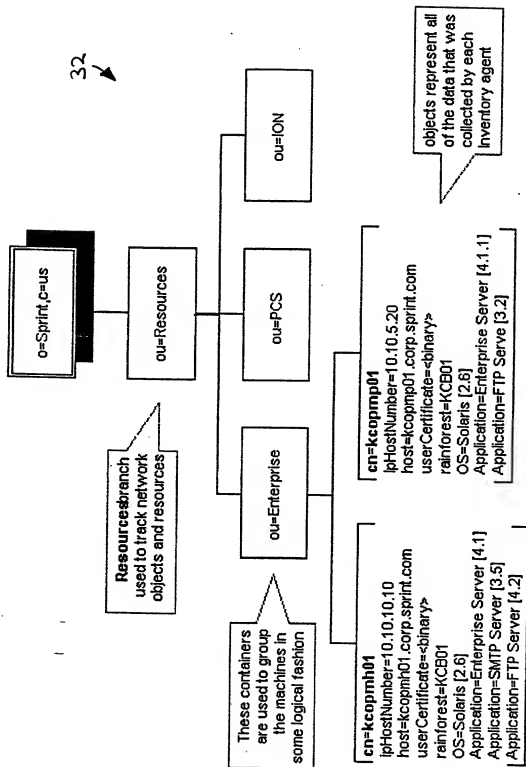 32
o=Sprint,c=us
Resourcesbranch
used to track network
objects and resources
ou=Resources
These containers
are used to group
the machines in
some logical fashion
ou=Enterprise
ou=PCS
ou=ION
objects represent all
of the data that was
collected by each
Inventory agent
cn=kcopmh01
IpHostNumber=10.10.10.10
host=kcopmh01.corp.sprint.com
userCertificate=<binary>
rainforest=KCB01
OS=Solaris [2.6]
Application=Enterprise Server [4.1]
Application=SMTP Server [3.5]
Application=FTP Server [4.2]
cn=kcopmp01
IpHostNumber=10.10.5.20
host=kcopmp01.corp.sprint.com
userCertificate=<binary>
rainforest=KCB01
OS=Solaris [2.6]
Application=Enterprise Server [4.1.1]
Application=FTP Serve [3.2]